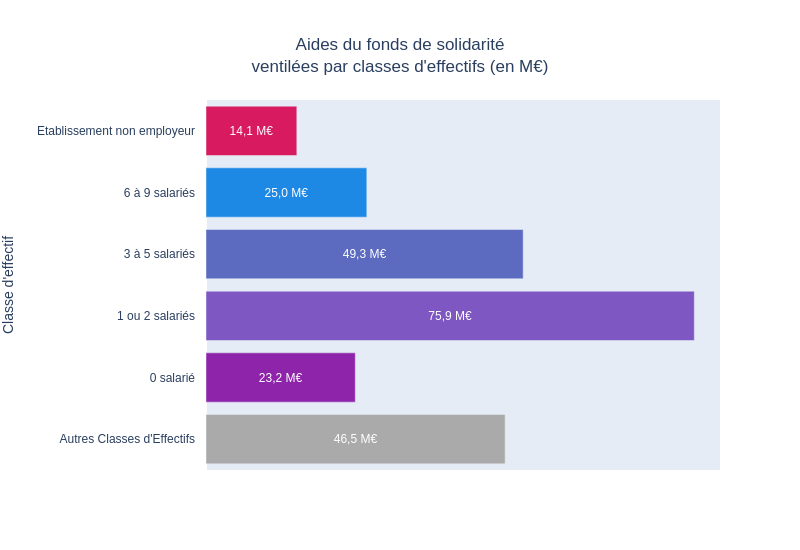 Aides du fonds de solidarité
ventilées par classes d'effectifs (en M€)
Classe d'effectif
Etablissement non employeur
14,1 M€
6 à 9 salariés
25,0 M€
3 à 5 salariés
49,3 M€
1 ou 2 salariés
75,9 M€
0 salarié
23,2 M€
Autres Classes d'Effectifs
46,5 M€